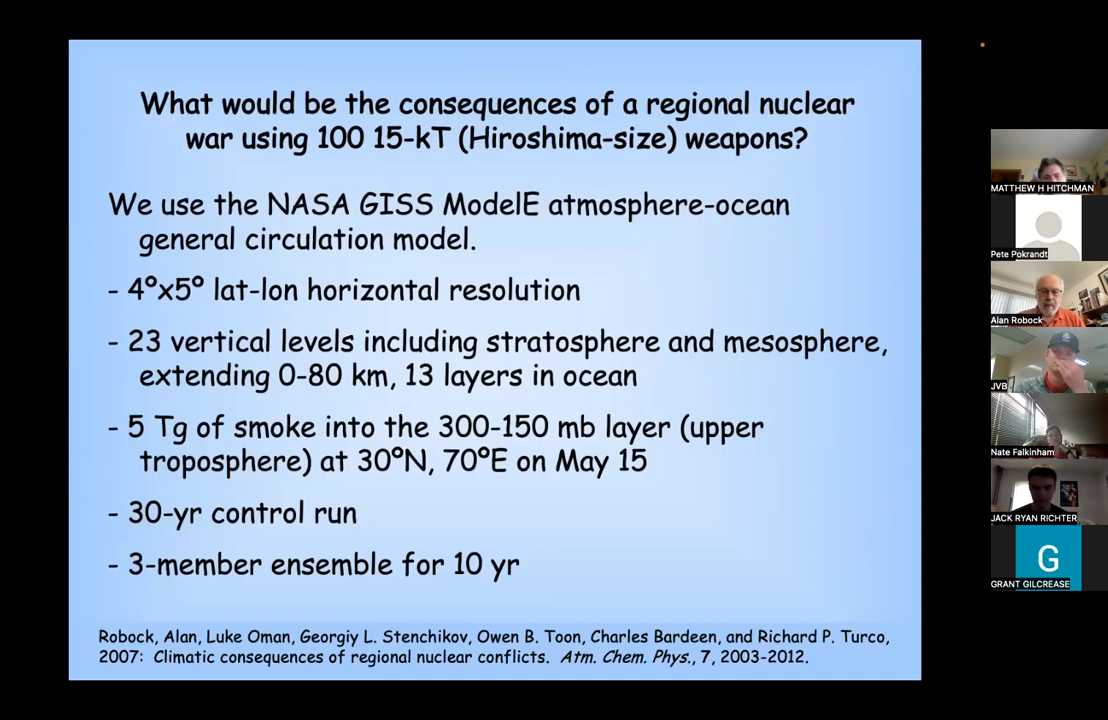 What would be the consequences of a regional nuclear
war using 100 15-kT (Hiroshima-size) weapons?
We use the NASA GISS ModelE atmosphere-ocean
general circulation model.
- 4ºx5º lat-lon horizontal resolution
- 23 vertical levels including stratosphere and mesosphere,
extending 0-80 km, 13 layers in ocean
- 5 Tg of smoke into the 300-150 mb layer (upper
troposphere) at 30ºN, 70ºE on May 15
- 30-yr control run
- 3-member ensemble for 10 yr
Robock, Alan, Luke Oman, Georgiy L. Stenchikov, Owen B. Toon, Charles Bardeen, and Richard P. Turco,
2007: Climatic consequences of regional nuclear conflicts. Atm. Chem. Phys., 7, 2003-2012.
MATTHEW H HITCHMAN
Pete Pokrandt
Alan Robock
JVB
Nate Falkinham
JACK RYAN RICHTER
G
GRANT GILCREASE